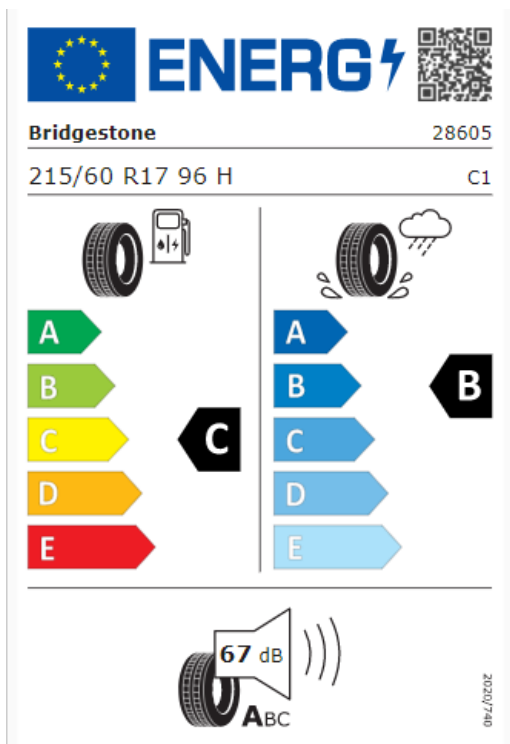 ENERG
Bridgestone 28605
215/60 R17 96 H C1
A A
B B B
C C C
D D
E E
67 dB
ABC
2020/740